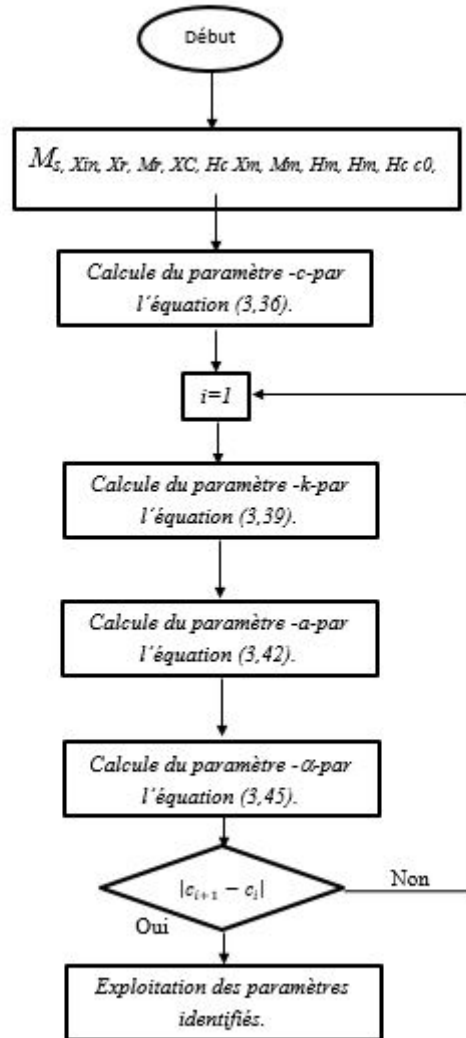 Début
Ms, Xin, Xr, Mr, XC, Hc Xm, Mm, Hm, Hm, Hc c0,
Calcule du paramètre -c-par
l´équation (3,36).
i=1
Calcule du paramètre -k-par
l´équation (3,39).
Calcule du paramètre -a-par
l´équation (3,42).
Calcule du paramètre -α-par
l´équation (3,45).
|cᵢ₊₁ − cᵢ|
Non
Oui
Exploitation des paramètres
identifiés.